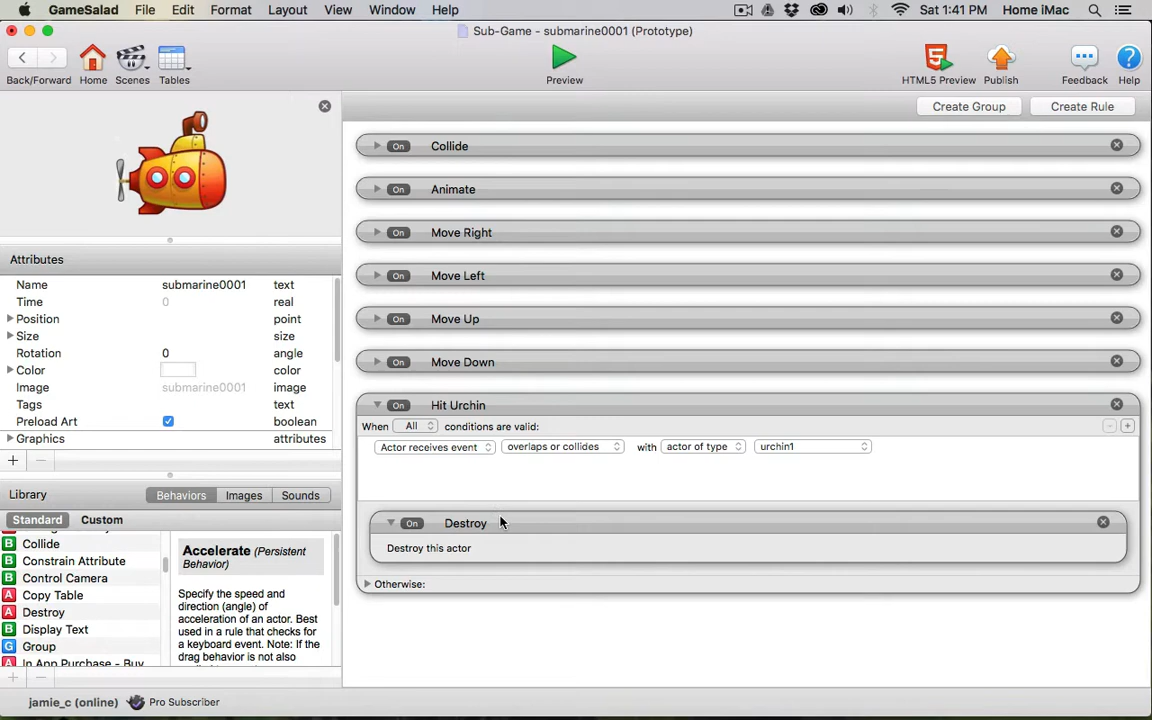 GameSalad File Edit Format Layout View Window Help Sat 1:41 PM Home iMac
Sub-Game - submarine0001 (Prototype)
Back/Forward Home Scenes Tables Preview HTML5 Preview Publish Feedback Help
Create Group Create Rule
On Collide
On Animate
On Move Right
On Move Left
On Move Up
On Move Down
On Hit Urchin
When All conditions are valid:
Actor receives event overlaps or collides with actor of type urchin1
On Destroy
Destroy this actor
Otherwise:
Attributes
Name submarine0001 text
Time 0 real
Position point
Size size
Rotation 0 angle
Color color
Image submarine0001 image
Tags text
Preload Art boolean
Graphics attributes
Library Behaviors Images Sounds
Standard Custom
B Collide
B Constrain Attribute
B Control Camera
A Copy Table
A Destroy
B Display Text
G Group
A In App Purchase - Buy
Accelerate (Persistent
Behavior)
Specify the speed and
direction (angle) of
acceleration of an actor. Best
used in a rule that checks for
a keyboard event. Note: If the
drag behavior is not also
jamie_c (online) Pro Subscriber